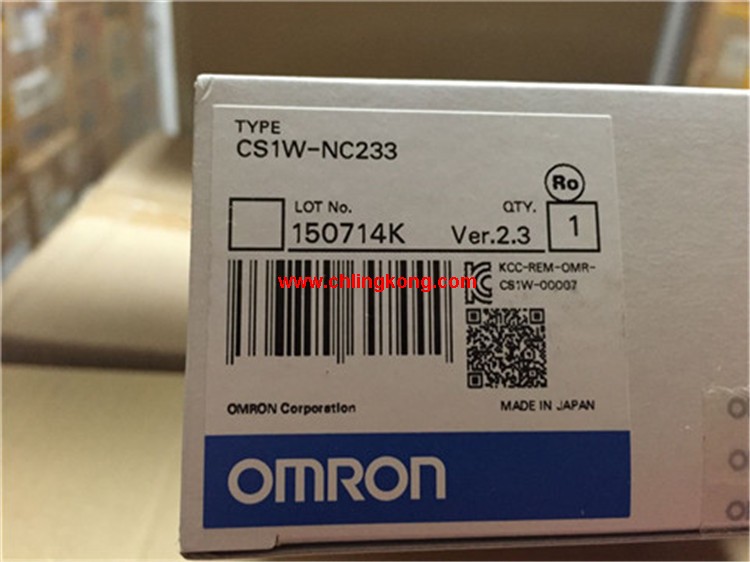 TYPE
CS1W-NC233
Ro
LOT No. QTY.
150714K Ver.2.3 1
www.chlingkong.com
KCC-REM-OMR-
CS1W-00007
OMRON Corporation MADE IN JAPAN
OMRON